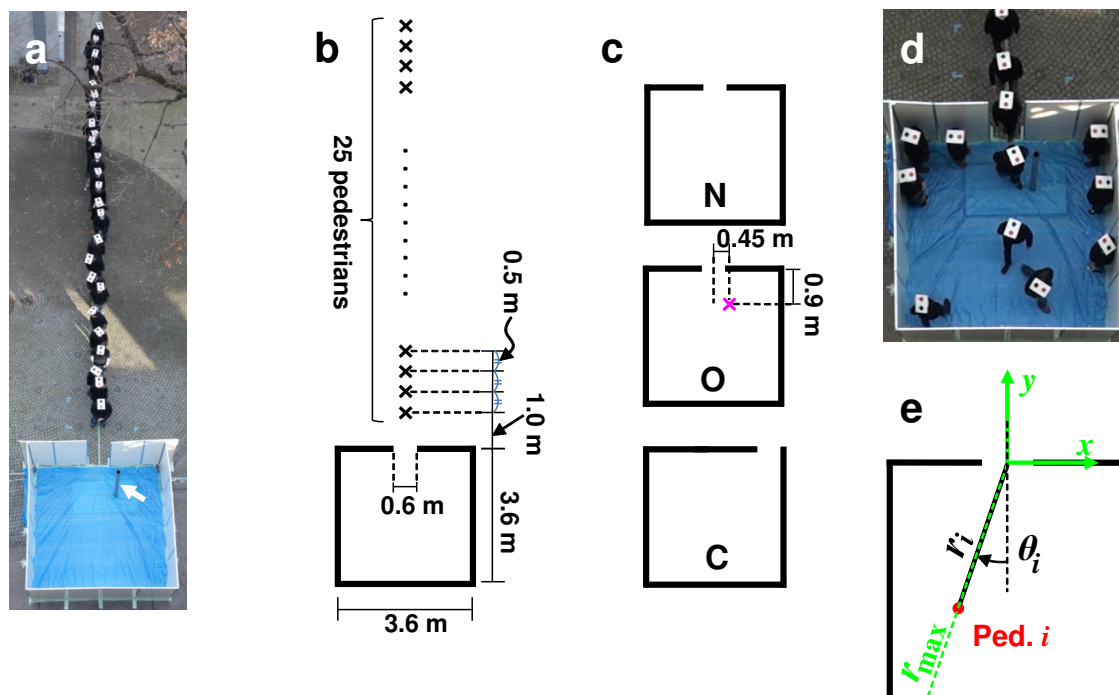 a
b
25 pedestrians
0.5 m
1.0 m
0.6 m
3.6 m
3.6 m
c
N
0.45 m
0.9 m
O
C
d
e
y
x
r_i
θ_i
Ped. i
r_max